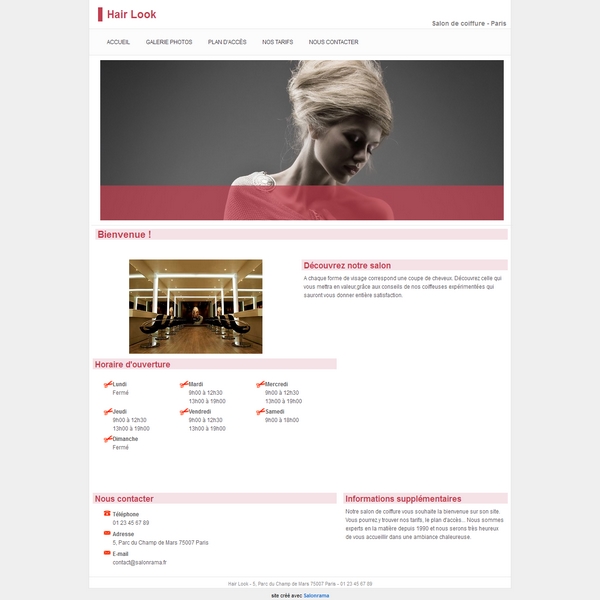 Hair Look
Salon de coiffure - Paris
ACCUEIL GALERIE PHOTOS PLAN D'ACCÈS NOS TARIFS NOUS CONTACTER
Bienvenue !
Découvrez notre salon
A chaque forme de visage correspond une coupe de cheveux. Découvrez celle qui
vous mettra en valeur,grâce aux conseils de nos coiffeuses expérimentées qui
sauront vous donner entière satisfaction.
Horaire d'ouverture
Lundi
Fermé
Mardi
9h00 à 12h30
13h00 à 19h00
Mercredi
9h00 à 12h30
13h00 à 19h00
Jeudi
9h00 à 12h30
13h00 à 19h00
Vendredi
9h00 à 12h30
13h00 à 19h00
Samedi
9h00 à 18h00
Dimanche
Fermé
Nous contacter
Téléphone
01 23 45 67 89
Adresse
5, Parc du Champ de Mars 75007 Paris
E-mail
contact@salonrama.fr
Informations supplémentaires
Notre salon de coiffure vous souhaite la bienvenue sur son site.
Vous pourrez y trouver nos tarifs, le plan d'accès... Nous sommes
experts en la matière depuis 1990 et nous serons très heureux
de vous accueillir dans une ambiance chaleureuse.
Hair Look - 5, Parc du Champ de Mars 75007 Paris - 01 23 45 67 89
site créé avec Salonrama